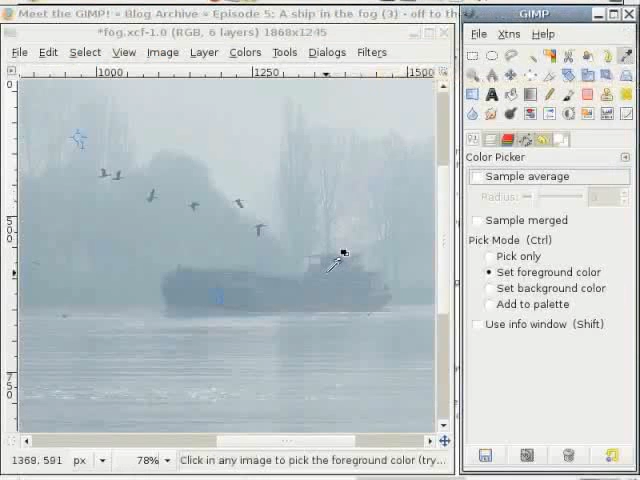 Meet the GIMP! » Blog Archive » Episode 5: A ship in the fog (3) - off to th
GIMP
*fog.xcf-1.0 (RGB, 6 layers) 1868x1245
File Edit Select View Image Layer Colors Tools Dialogs Filters
File Xtns Help
1000 1250 1500
0
500
750
Color Picker
Sample average
Radius: 3
Sample merged
Pick Mode (Ctrl)
Pick only
Set foreground color
Set background color
Add to palette
Use info window (Shift)
1369, 591 px 78% Click in any image to pick the foreground color (try...